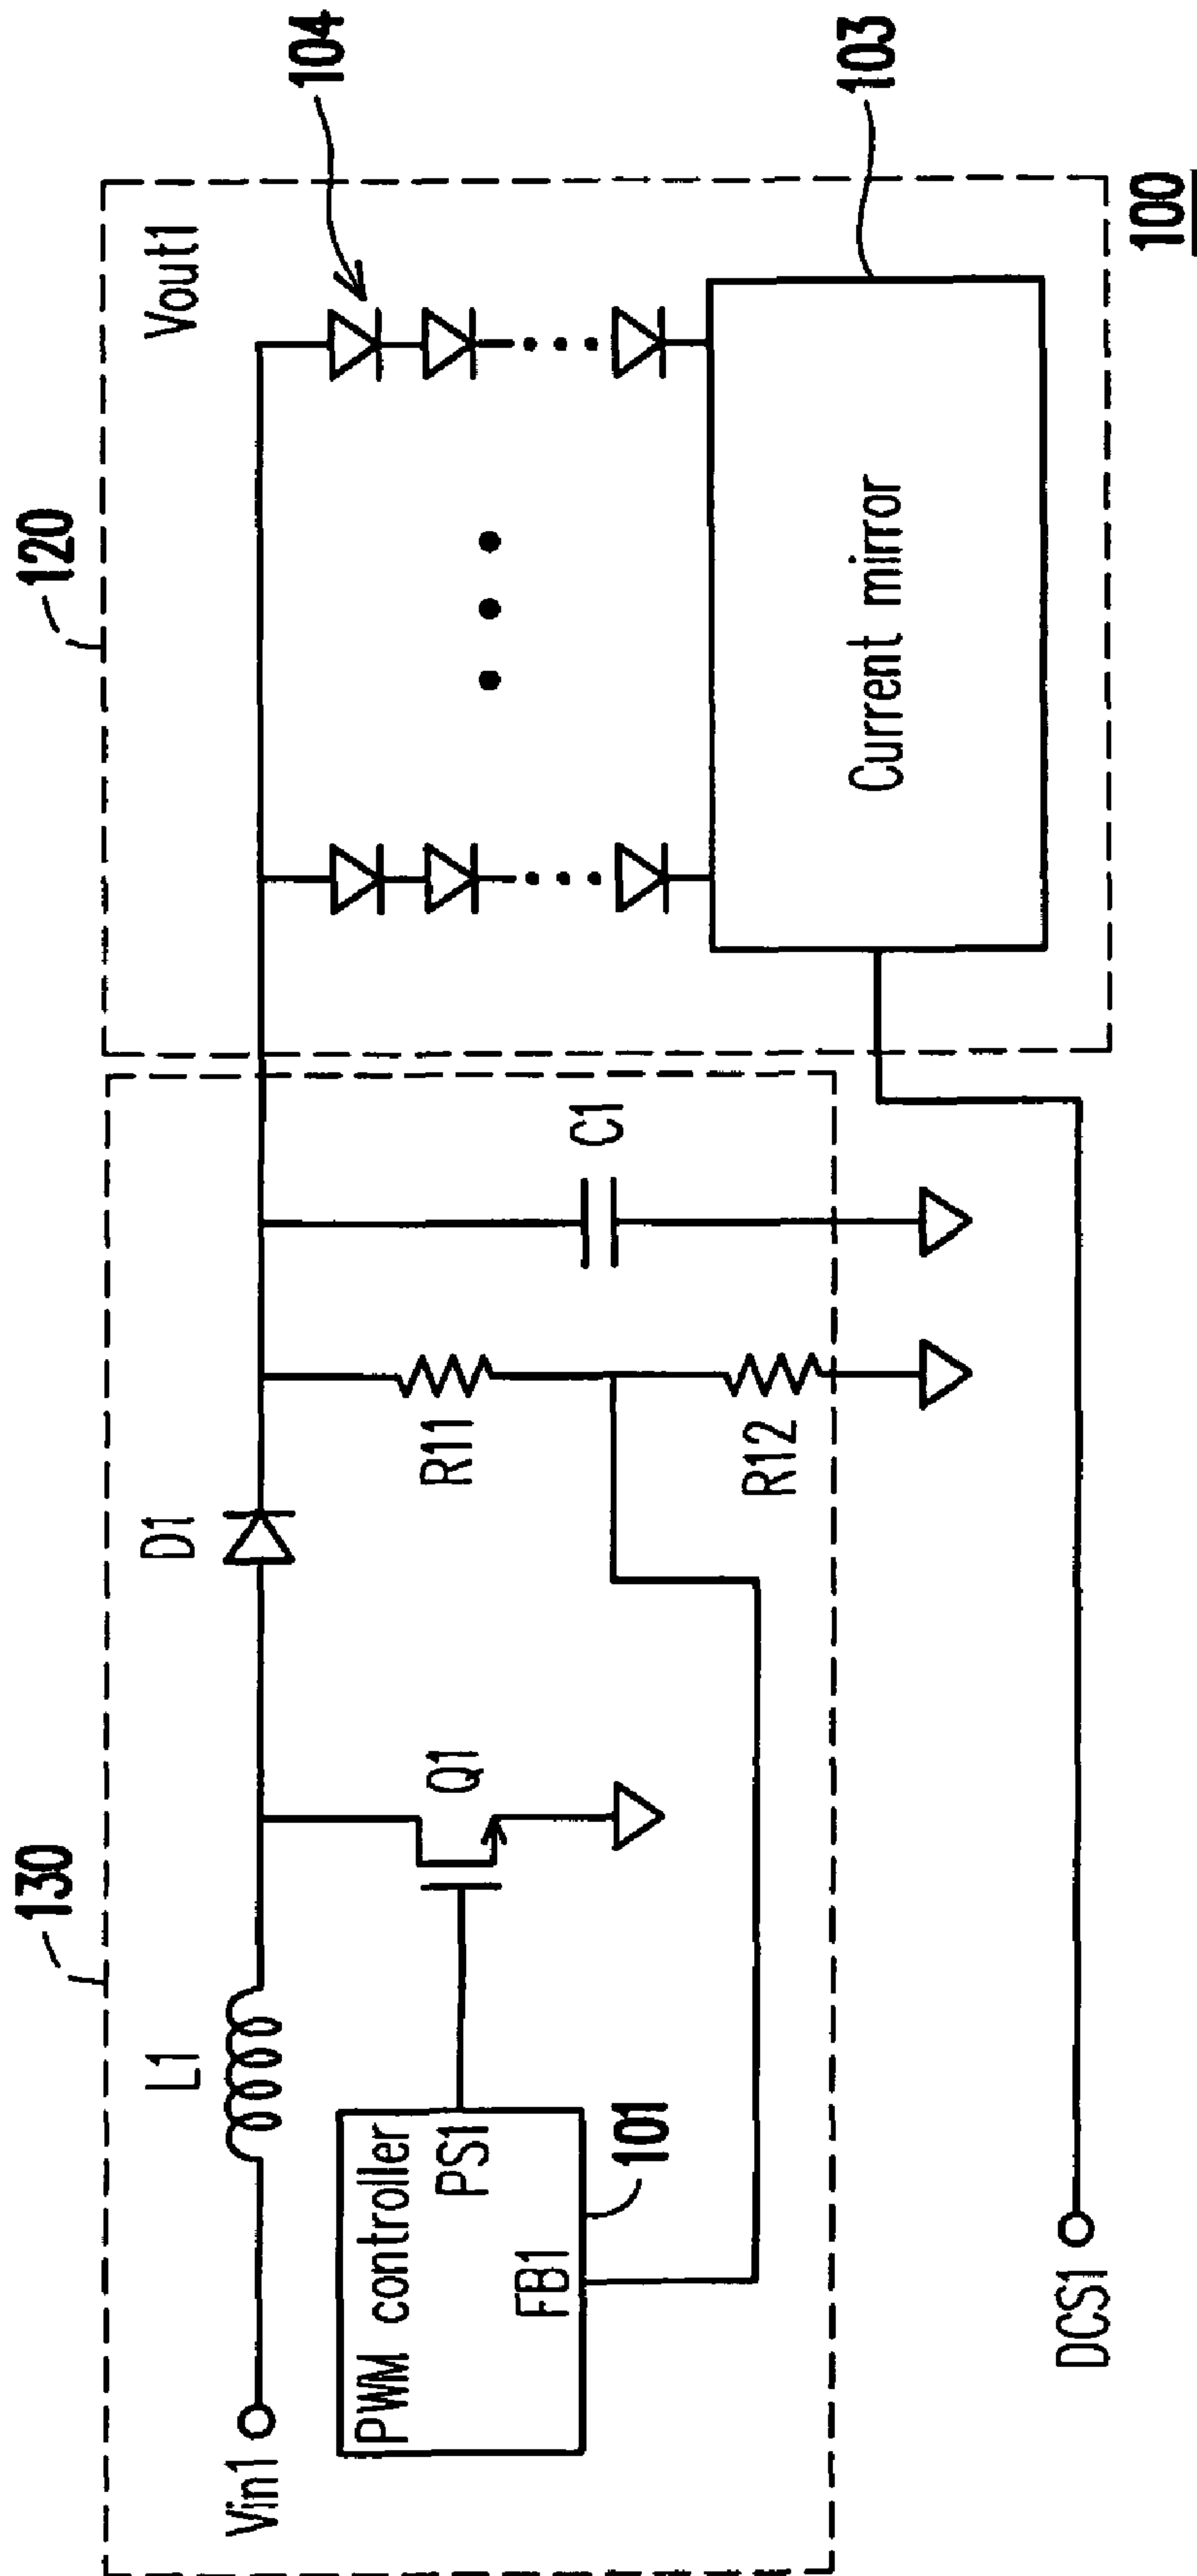 130
120
104
Vin1
L1
D1
Vout1
PWM controller
PS1
FB1
101
Q1
R11
R12
C1
Current mirror
103
DCS1
100